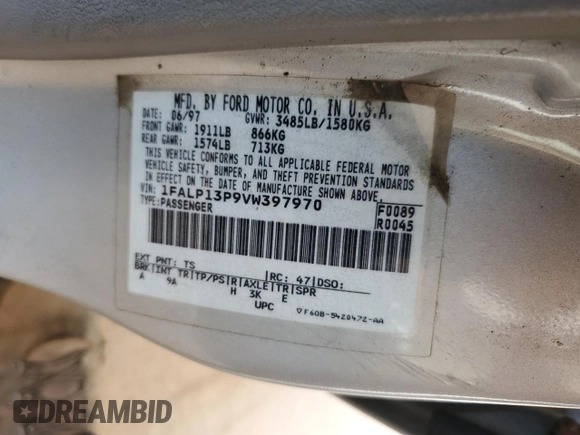 MFD. BY FORD MOTOR CO. IN U.S.A.
DATE: 06/97 GVWR: 3485LB/1580KG
FRONT GAWR: 1911LB 866KG
REAR GAWR: 1574LB 713KG
THIS VEHICLE CONFORMS TO ALL APPLICABLE FEDERAL MOTOR
VEHICLE SAFETY, BUMPER, AND THEFT PREVENTION STANDARDS
IN EFFECT ON THE DATE OF MANUFACTURE SHOWN ABOVE.
VIN: 1FALP13P9VW397970
TYPE: PASSENGER
F0089
R0045
EXT PNT: TS RC: 47 DSO:
BRK INT TR TP/PS R AXLE TR SPR
A 9A H 3K E
UPC
▽F60B-5420472-AA
DREAMBID